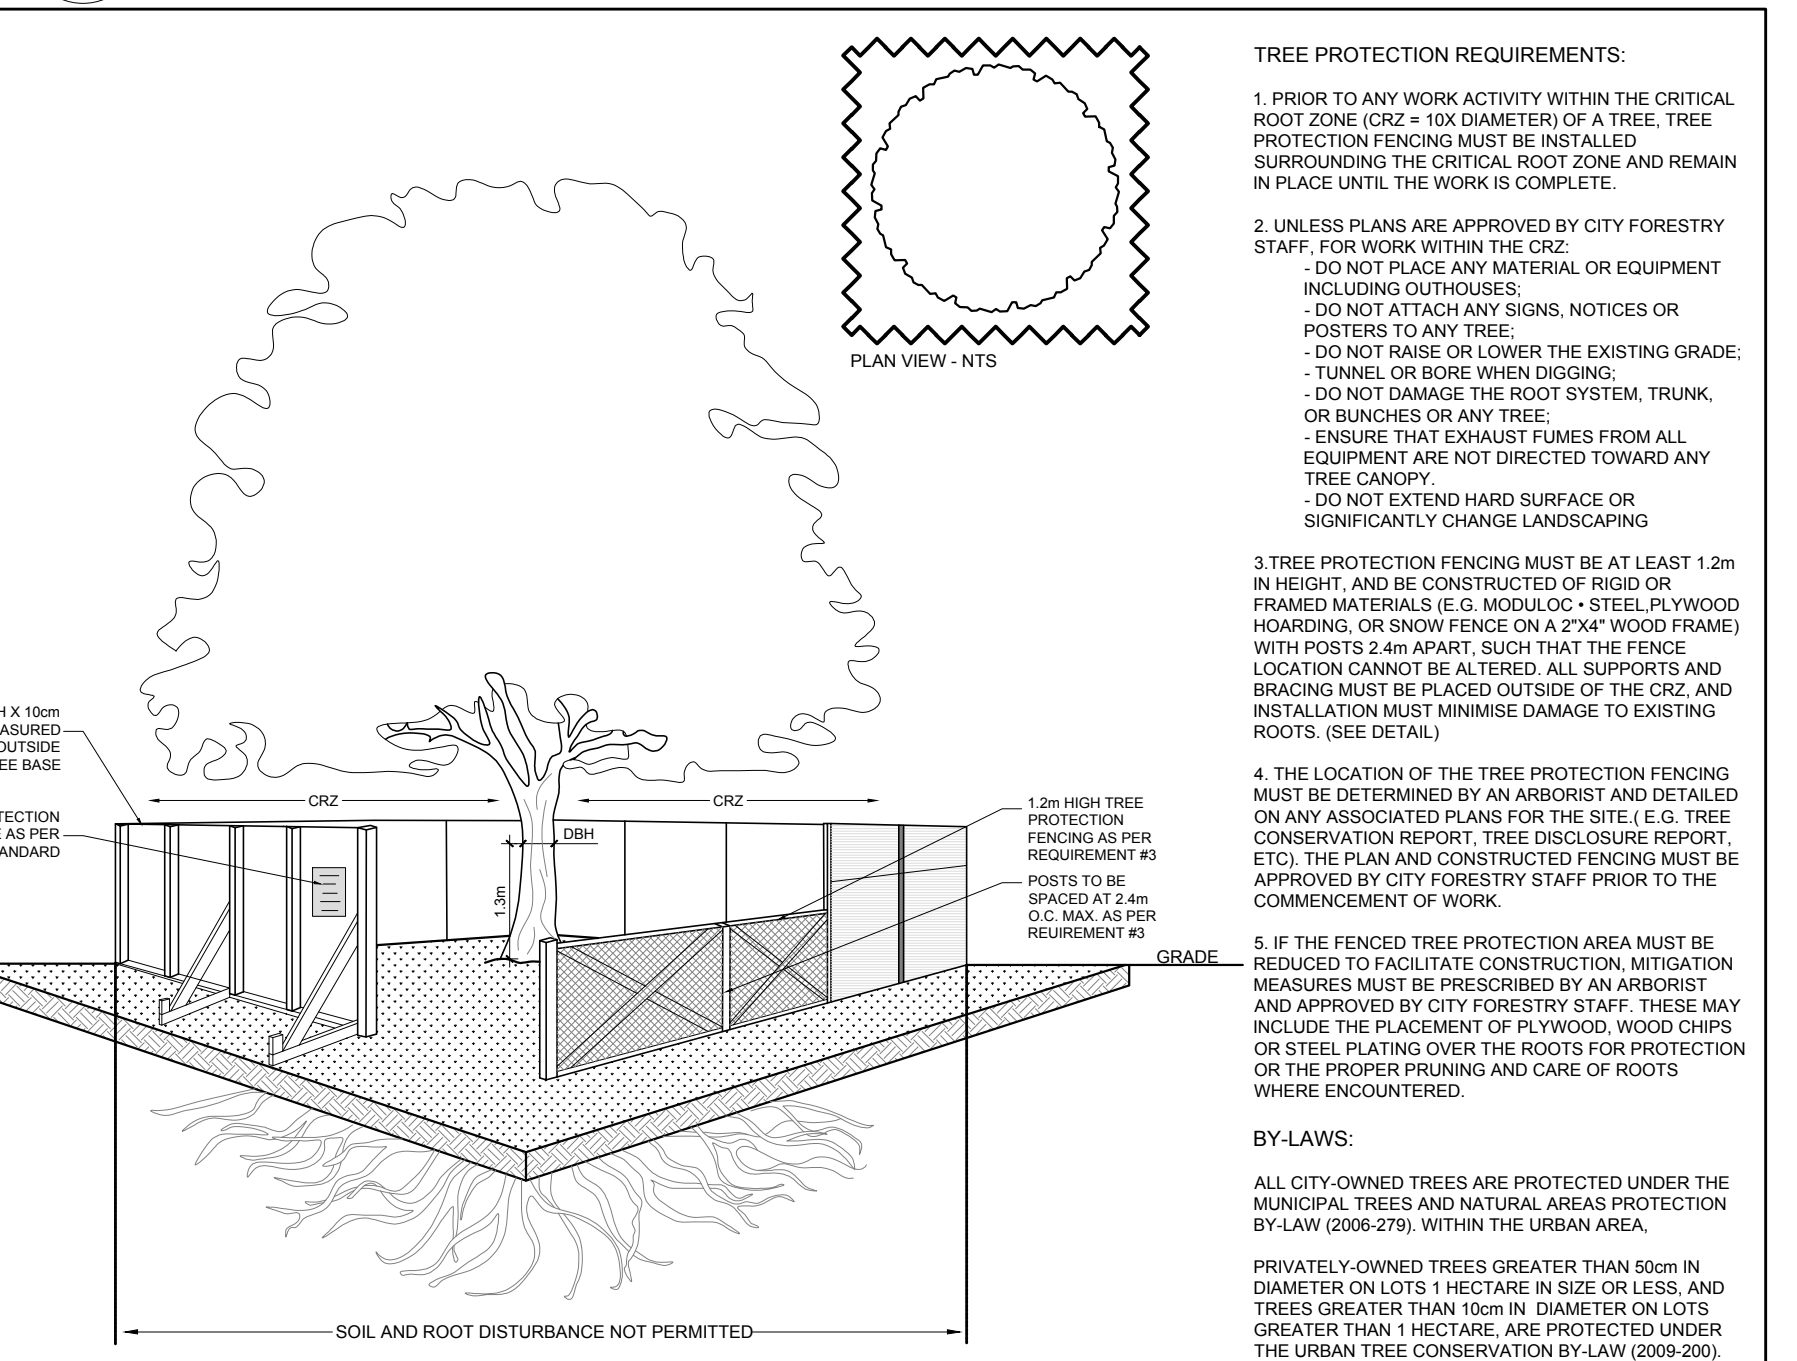 PLAN VIEW - NTS
H X 10cm
ASURED
OUTSIDE
EE BASE
TECTION
E AS PER
ANDARD
CRZ
CRZ
DBH
1.3m
1.2m HIGH TREE
PROTECTION
FENCING AS PER
REQUIREMENT #3
POSTS TO BE
SPACED AT 2.4m
O.C. MAX. AS PER
REUIREMENT #3
GRADE
SOIL AND ROOT DISTURBANCE NOT PERMITTED
TREE PROTECTION REQUIREMENTS:
1. PRIOR TO ANY WORK ACTIVITY WITHIN THE CRITICAL
ROOT ZONE (CRZ = 10X DIAMETER) OF A TREE, TREE
PROTECTION FENCING MUST BE INSTALLED
SURROUNDING THE CRITICAL ROOT ZONE AND REMAIN
IN PLACE UNTIL THE WORK IS COMPLETE.
2. UNLESS PLANS ARE APPROVED BY CITY FORESTRY
STAFF, FOR WORK WITHIN THE CRZ:
- DO NOT PLACE ANY MATERIAL OR EQUIPMENT
INCLUDING OUTHOUSES;
- DO NOT ATTACH ANY SIGNS, NOTICES OR
POSTERS TO ANY TREE;
- DO NOT RAISE OR LOWER THE EXISTING GRADE;
- TUNNEL OR BORE WHEN DIGGING;
- DO NOT DAMAGE THE ROOT SYSTEM, TRUNK,
OR BUNCHES OR ANY TREE;
- ENSURE THAT EXHAUST FUMES FROM ALL
EQUIPMENT ARE NOT DIRECTED TOWARD ANY
TREE CANOPY.
- DO NOT EXTEND HARD SURFACE OR
SIGNIFICANTLY CHANGE LANDSCAPING
3.TREE PROTECTION FENCING MUST BE AT LEAST 1.2m
IN HEIGHT, AND BE CONSTRUCTED OF RIGID OR
FRAMED MATERIALS (E.G. MODULOC • STEEL,PLYWOOD
HOARDING, OR SNOW FENCE ON A 2"X4" WOOD FRAME)
WITH POSTS 2.4m APART, SUCH THAT THE FENCE
LOCATION CANNOT BE ALTERED. ALL SUPPORTS AND
BRACING MUST BE PLACED OUTSIDE OF THE CRZ, AND
INSTALLATION MUST MINIMISE DAMAGE TO EXISTING
ROOTS. (SEE DETAIL)
4. THE LOCATION OF THE TREE PROTECTION FENCING
MUST BE DETERMINED BY AN ARBORIST AND DETAILED
ON ANY ASSOCIATED PLANS FOR THE SITE.( E.G. TREE
CONSERVATION REPORT, TREE DISCLOSURE REPORT,
ETC). THE PLAN AND CONSTRUCTED FENCING MUST BE
APPROVED BY CITY FORESTRY STAFF PRIOR TO THE
COMMENCEMENT OF WORK.
5. IF THE FENCED TREE PROTECTION AREA MUST BE
REDUCED TO FACILITATE CONSTRUCTION, MITIGATION
MEASURES MUST BE PRESCRIBED BY AN ARBORIST
AND APPROVED BY CITY FORESTRY STAFF. THESE MAY
INCLUDE THE PLACEMENT OF PLYWOOD, WOOD CHIPS
OR STEEL PLATING OVER THE ROOTS FOR PROTECTION
OR THE PROPER PRUNING AND CARE OF ROOTS
WHERE ENCOUNTERED.
BY-LAWS:
ALL CITY-OWNED TREES ARE PROTECTED UNDER THE
MUNICIPAL TREES AND NATURAL AREAS PROTECTION
BY-LAW (2006-279). WITHIN THE URBAN AREA,
PRIVATELY-OWNED TREES GREATER THAN 50cm IN
DIAMETER ON LOTS 1 HECTARE IN SIZE OR LESS, AND
TREES GREATER THAN 10cm IN DIAMETER ON LOTS
GREATER THAN 1 HECTARE, ARE PROTECTED UNDER
THE URBAN TREE CONSERVATION BY-LAW (2009-200).